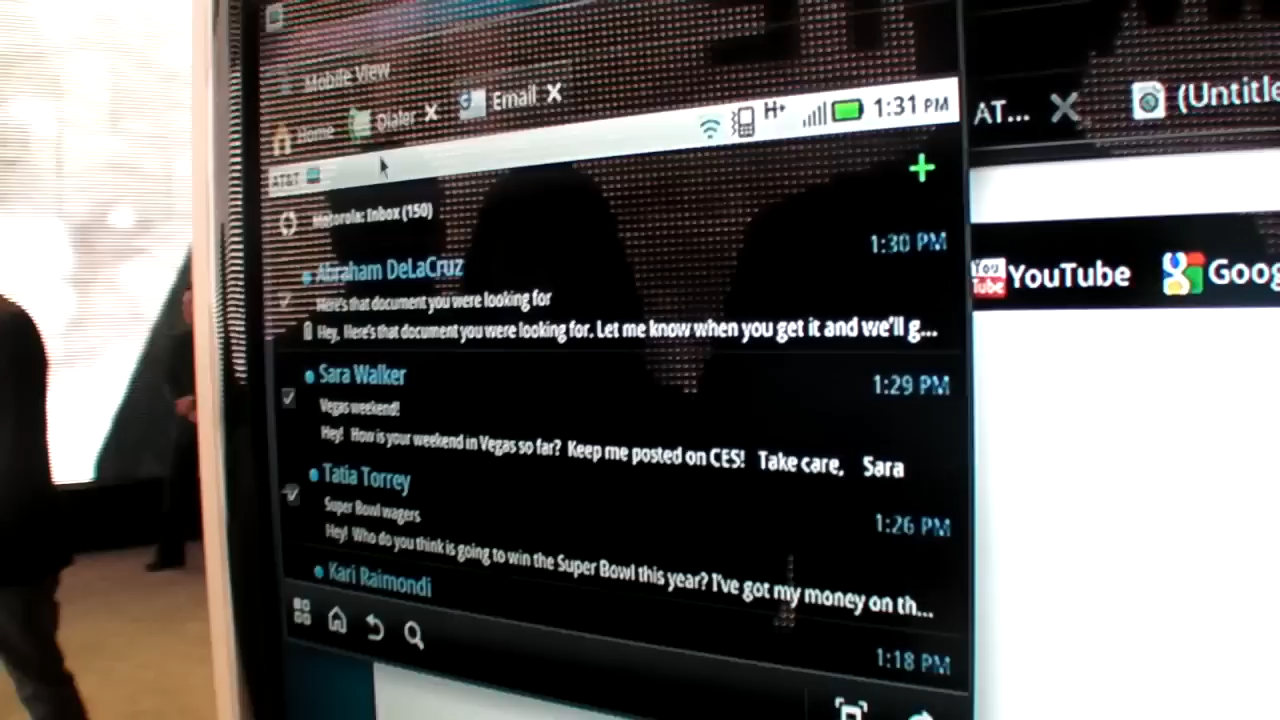 Mobile View
Home
Dialer
Email
AT&T
H+
1:31 PM
AT...
(Untitle
Motorola: Inbox (150)
Abraham DeLaCruz
1:30 PM
Here's that document you were looking for
Hey, Here's that document you were looking for. Let me know when you get it and we'll g...
You Tube
YouTube
Goog
Sara Walker
1:29 PM
Vegas weekend!
Hey! How is your weekend in Vegas so far? Keep me posted on CES! Take care, Sara
Tatia Torrey
1:26 PM
Super Bowl wagers
Hey! Who do you think is going to win the Super Bowl this year? I've got my money on th...
Kari Raimondi
1:18 PM